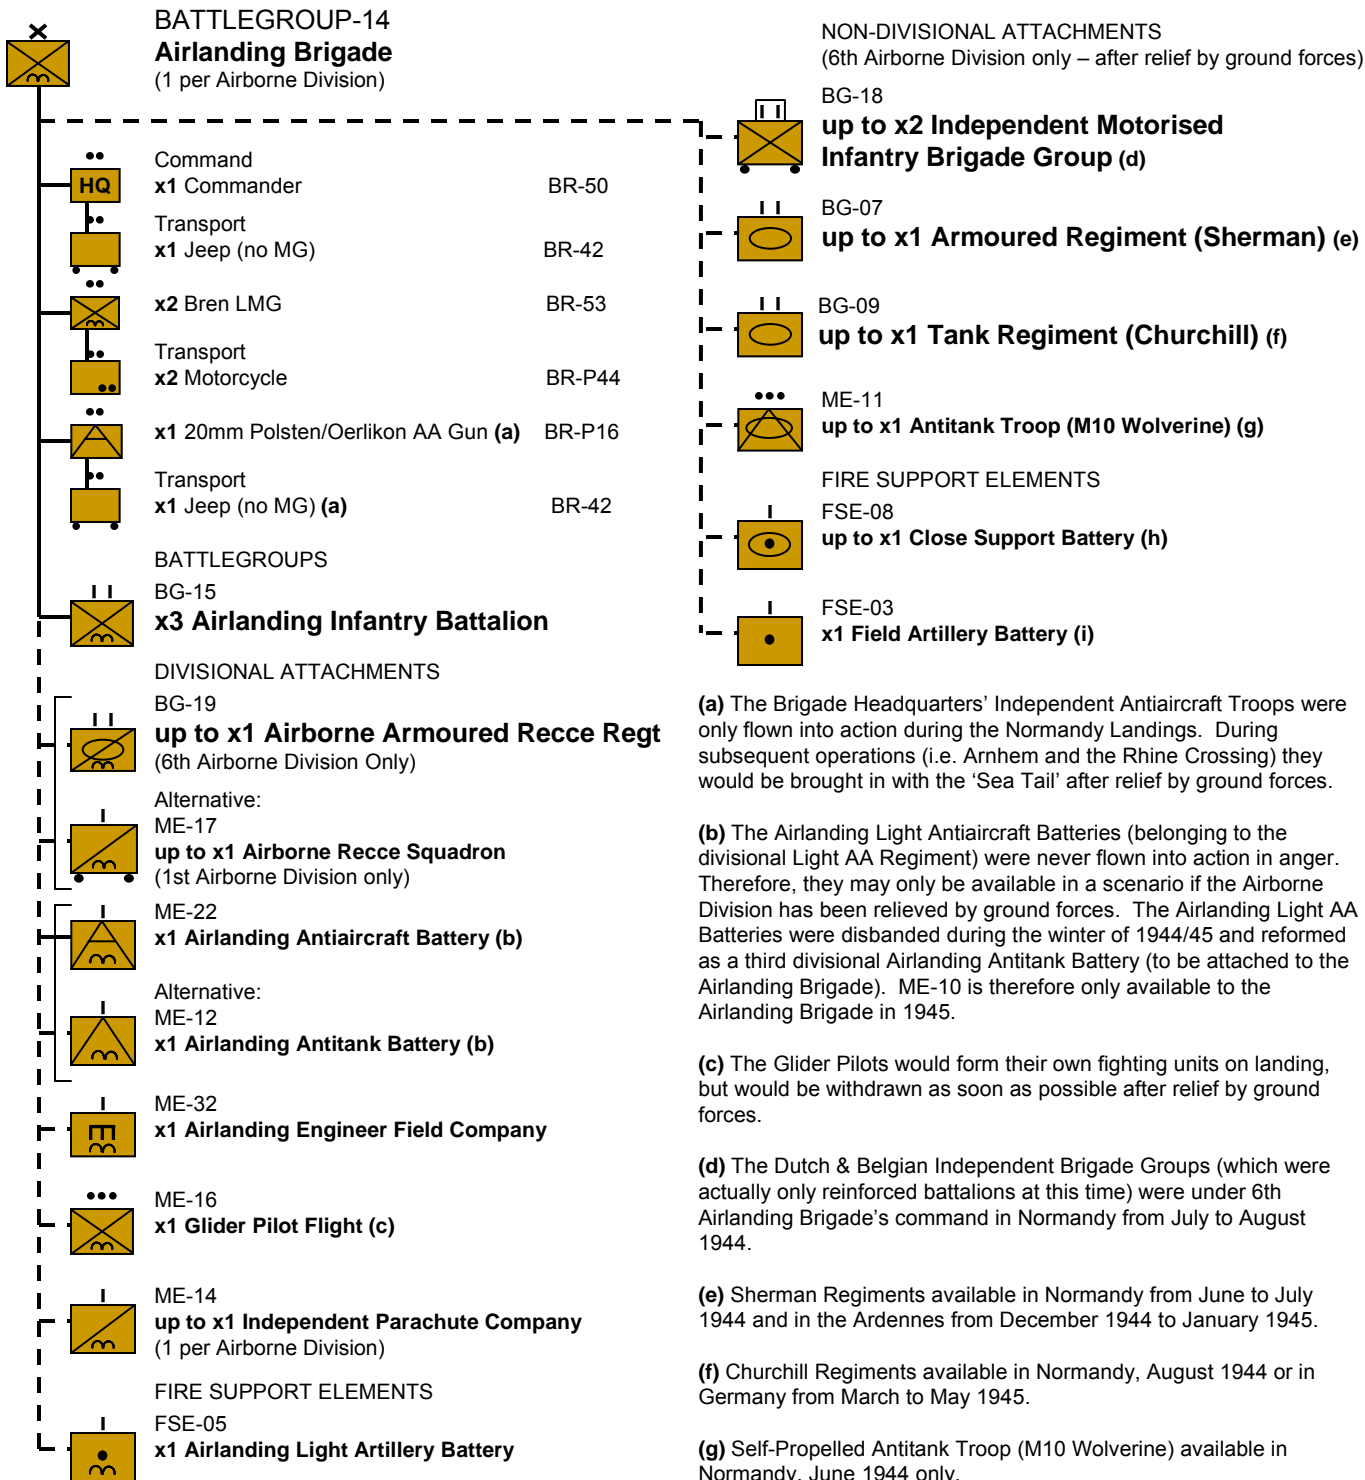 BATTLEGROUP-14
Airlanding Brigade
(1 per Airborne Division)
Command
HQ
x1 Commander BR-50
Transport
x1 Jeep (no MG) BR-42
x2 Bren LMG BR-53
Transport
x2 Motorcycle BR-P44
x1 20mm Polsten/Oerlikon AA Gun (a) BR-P16
Transport
x1 Jeep (no MG) (a) BR-42
BATTLEGROUPS
BG-15
x3 Airlanding Infantry Battalion
DIVISIONAL ATTACHMENTS
BG-19
up to x1 Airborne Armoured Recce Regt
(6th Airborne Division Only)
Alternative:
ME-17
up to x1 Airborne Recce Squadron
(1st Airborne Division only)
ME-22
x1 Airlanding Antiaircraft Battery (b)
Alternative:
ME-12
x1 Airlanding Antitank Battery (b)
ME-32
x1 Airlanding Engineer Field Company
ME-16
x1 Glider Pilot Flight (c)
ME-14
up to x1 Independent Parachute Company
(1 per Airborne Division)
FIRE SUPPORT ELEMENTS
FSE-05
x1 Airlanding Light Artillery Battery
NON-DIVISIONAL ATTACHMENTS
(6th Airborne Division only – after relief by ground forces)
BG-18
up to x2 Independent Motorised
Infantry Brigade Group (d)
BG-07
up to x1 Armoured Regiment (Sherman) (e)
BG-09
up to x1 Tank Regiment (Churchill) (f)
ME-11
up to x1 Antitank Troop (M10 Wolverine) (g)
FIRE SUPPORT ELEMENTS
FSE-08
up to x1 Close Support Battery (h)
FSE-03
x1 Field Artillery Battery (i)
(a) The Brigade Headquarters’ Independent Antiaircraft Troops were
only flown into action during the Normandy Landings. During
subsequent operations (i.e. Arnhem and the Rhine Crossing) they
would be brought in with the ‘Sea Tail’ after relief by ground forces.
(b) The Airlanding Light Antiaircraft Batteries (belonging to the
divisional Light AA Regiment) were never flown into action in anger.
Therefore, they may only be available in a scenario if the Airborne
Division has been relieved by ground forces. The Airlanding Light AA
Batteries were disbanded during the winter of 1944/45 and reformed
as a third divisional Airlanding Antitank Battery (to be attached to the
Airlanding Brigade). ME-10 is therefore only available to the
Airlanding Brigade in 1945.
(c) The Glider Pilots would form their own fighting units on landing,
but would be withdrawn as soon as possible after relief by ground
forces.
(d) The Dutch & Belgian Independent Brigade Groups (which were
actually only reinforced battalions at this time) were under 6th
Airlanding Brigade’s command in Normandy from July to August
1944.
(e) Sherman Regiments available in Normandy from June to July
1944 and in the Ardennes from December 1944 to January 1945.
(f) Churchill Regiments available in Normandy, August 1944 or in
Germany from March to May 1945.
(g) Self-Propelled Antitank Troop (M10 Wolverine) available in
Normandy, June 1944 only.